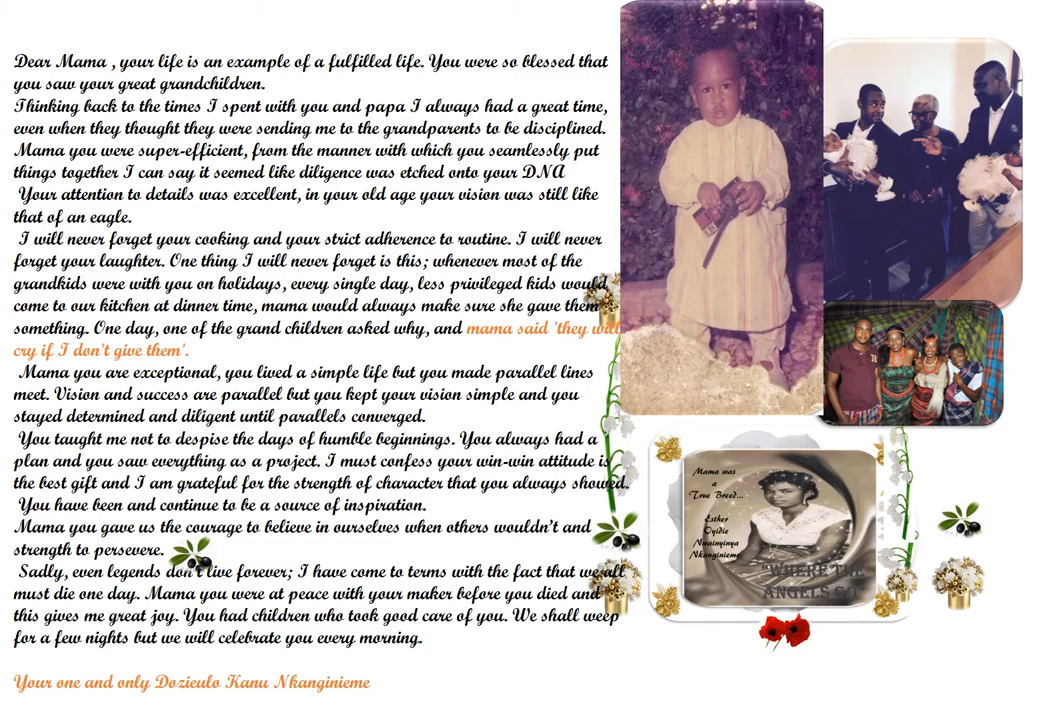 Dear Mama , your life is an example of a fulfilled life. You were so blessed that
you saw your great grandchildren.
Thinking back to the times I spent with you and papa I always had a great time,
even when they thought they were sending me to the grandparents to be disciplined.
Mama you were super-efficient, from the manner with which you seamlessly put
things together I can say it seemed like diligence was etched onto your DNA
Your attention to details was excellent, in your old age your vision was still like
that of an eagle.
I will never forget your cooking and your strict adherence to routine. I will never
forget your laughter. One thing I will never forget is this; whenever most of the
grandkids were with you on holidays, every single day, less privileged kids would
come to our kitchen at dinner time, mama would always make sure she gave them
something. One day, one of the grand children asked why, and mama said 'they will
cry if I don't give them'.
Mama you are exceptional, you lived a simple life but you made parallel lines
meet. Vision and success are parallel but you kept your vision simple and you
stayed determined and diligent until parallels converged.
You taught me not to despise the days of humble beginnings. You always had a
plan and you saw everything as a project. I must confess your win-win attitude is
the best gift and I am grateful for the strength of character that you always showed.
You have been and continue to be a source of inspiration.
Mama you gave us the courage to believe in ourselves when others wouldn't and
strength to persevere.
Sadly, even legends don't live forever; I have come to terms with the fact that we all
must die one day. Mama you were at peace with your maker before you died and
this gives me great joy. You had children who took good care of you. We shall weep
for a few nights but we will celebrate you every morning.
Your one and only Dozieulo Kanu Nkanginieme
Mama was
a
True Breed...
Esther
Oyidie
Nwainyinya
Nkanginieme
"WHERE THE
ANGELS GO"